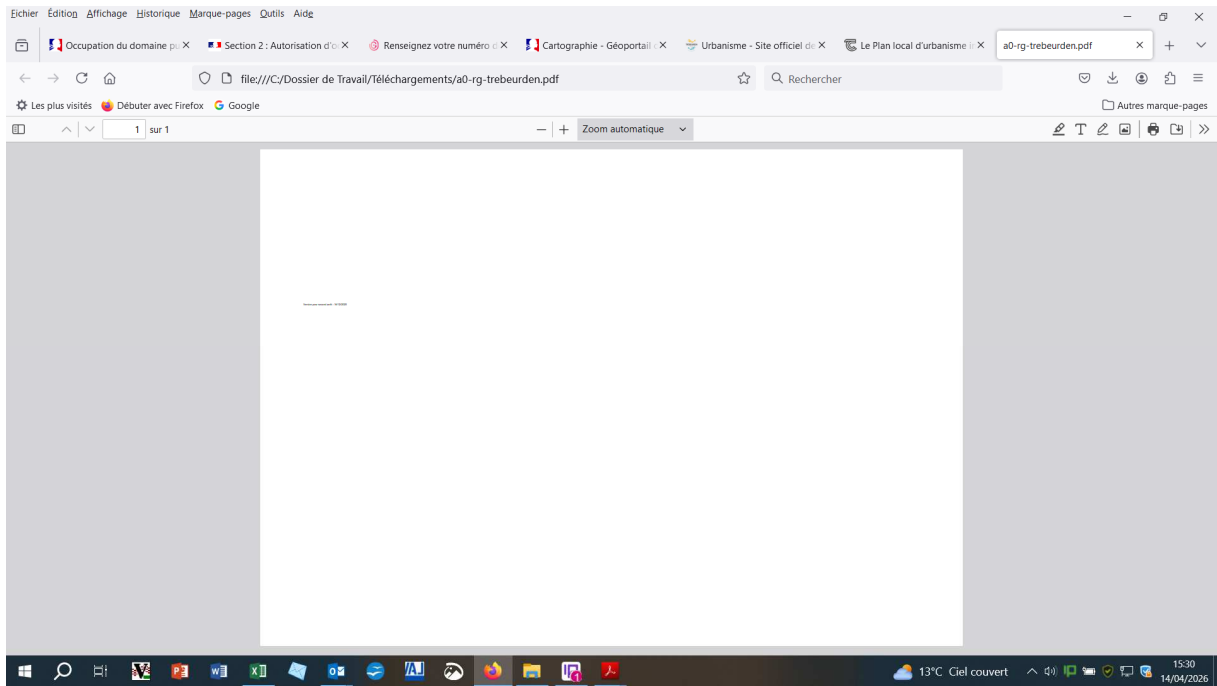 Fichier Édition Affichage Historique Marque-pages Outils Aide
Occupation du domaine pu Section 2 : Autorisation d'o Renseignez votre numéro d Cartographie - Géoportail d Urbanisme - Site officiel de Le Plan local d'urbanisme in a0-rg-trebeurden.pdf
file:///C:/Dossier de Travail/Téléchargements/a0-rg-trebeurden.pdf Rechercher
Les plus visités Débuter avec Firefox G Google Autres marque-pages
1 sur 1 Zoom automatique
13°C Ciel couvert 15:30
14/04/2026